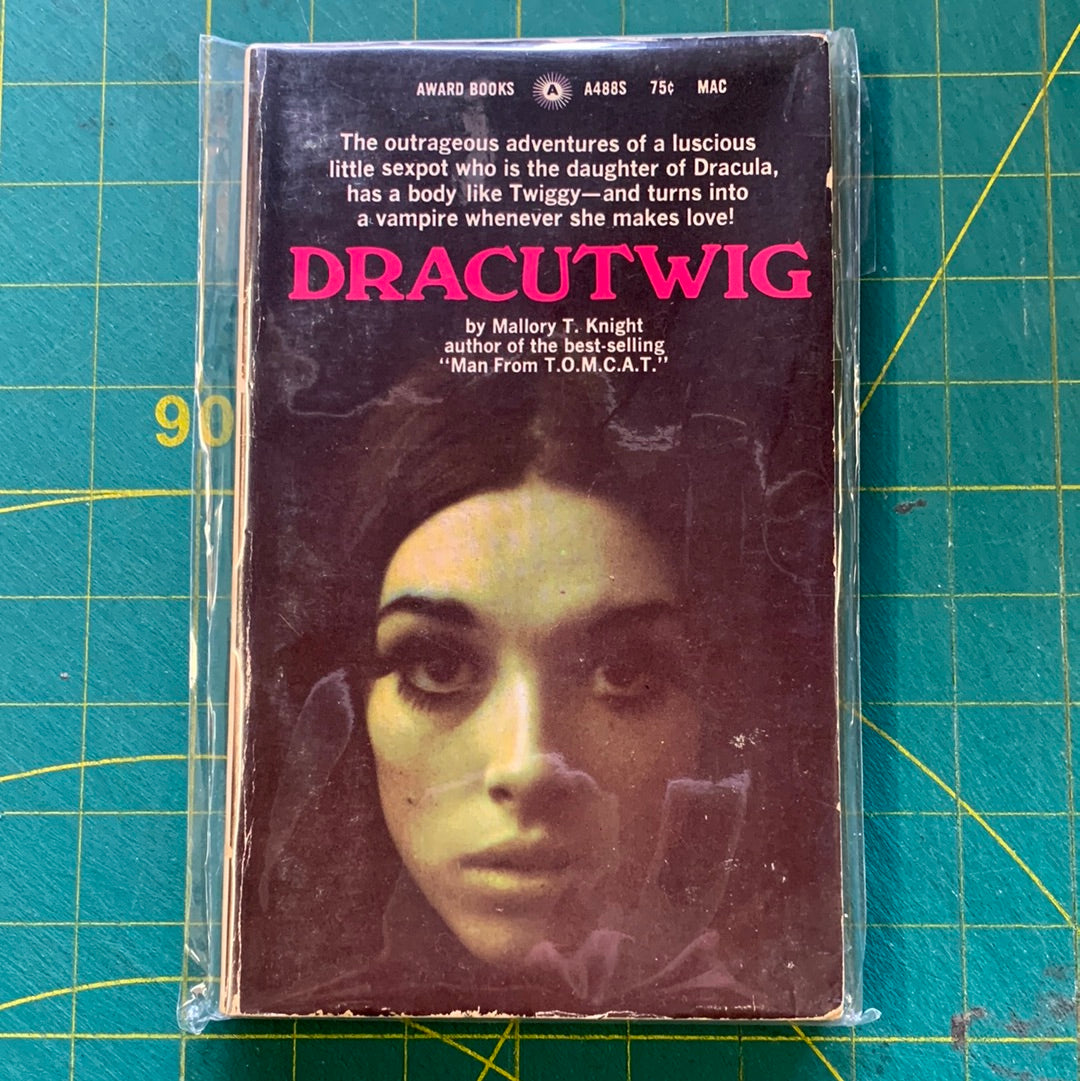 AWARD BOOKS A A488S 75¢ MAC
The outrageous adventures of a luscious
little sexpot who is the daughter of Dracula,
has a body like Twiggy—and turns into
a vampire whenever she makes love!
DRACUTWIG
by Mallory T. Knight
author of the best-selling
"Man From T.O.M.C.A.T."
90